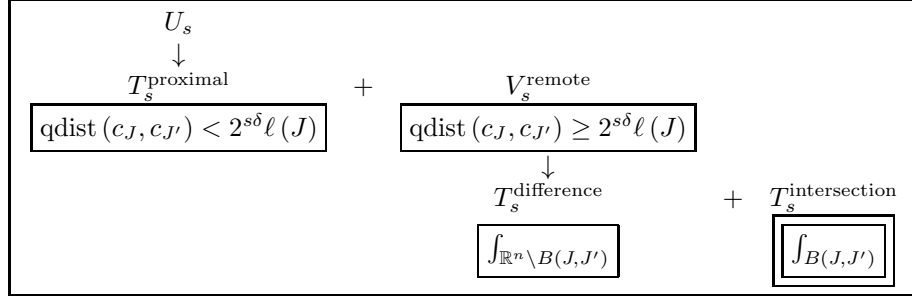 U_s
↓
T_s^proximal + V_s^remote
qdist (c_J, c_J′) < 2^{sδ} ℓ (J) qdist (c_J, c_J′) ≥ 2^{sδ} ℓ (J)
↓
T_s^difference + T_s^intersection
∫_{ℝ^n∖B(J,J′)} ∫_{B(J,J′)}